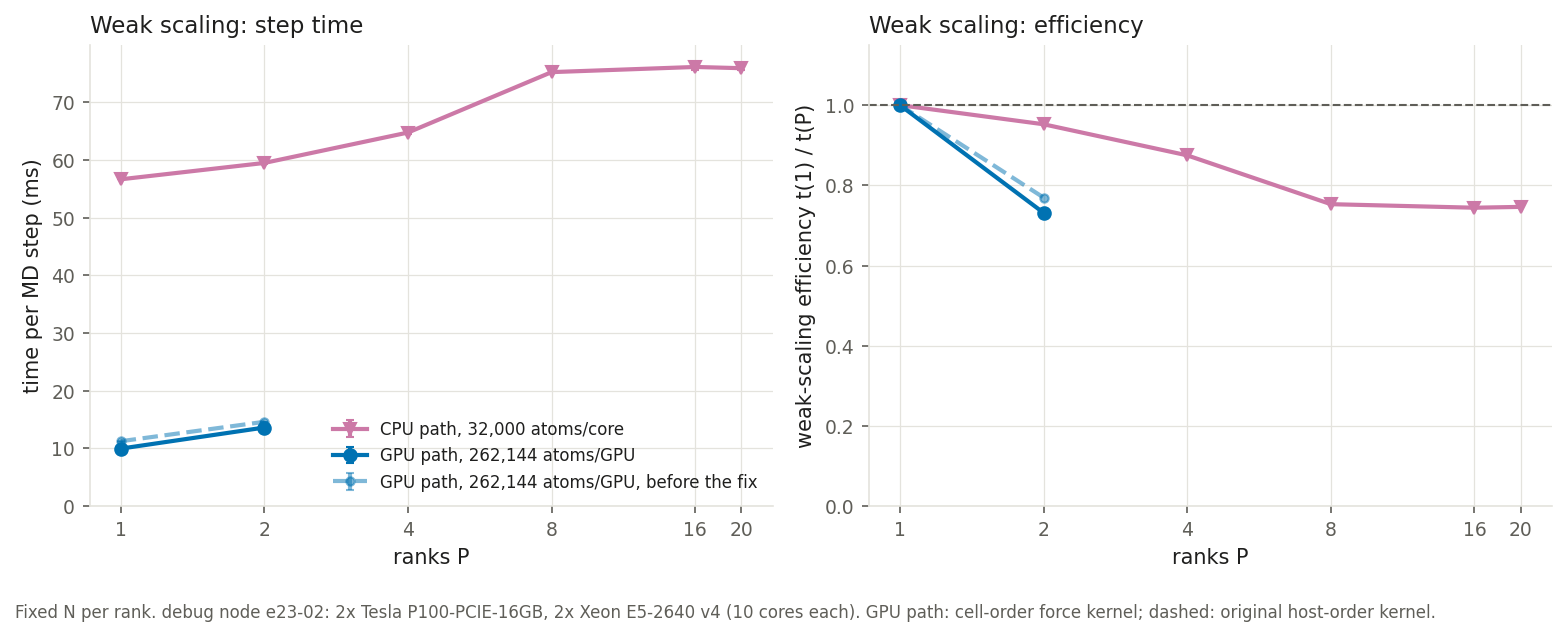 Weak scaling: step time
time per MD step (ms)
70
60
50
40
30
20
10
0
CPU path, 32,000 atoms/core
GPU path, 262,144 atoms/GPU
GPU path, 262,144 atoms/GPU, before the fix
1 2 4 8 16 20
ranks P
Weak scaling: efficiency
weak-scaling efficiency t(1) / t(P)
1.0
0.8
0.6
0.4
0.2
0.0
1 2 4 8 16 20
ranks P
Fixed N per rank. debug node e23-02: 2x Tesla P100-PCIE-16GB, 2x Xeon E5-2640 v4 (10 cores each). GPU path: cell-order force kernel; dashed: original host-order kernel.